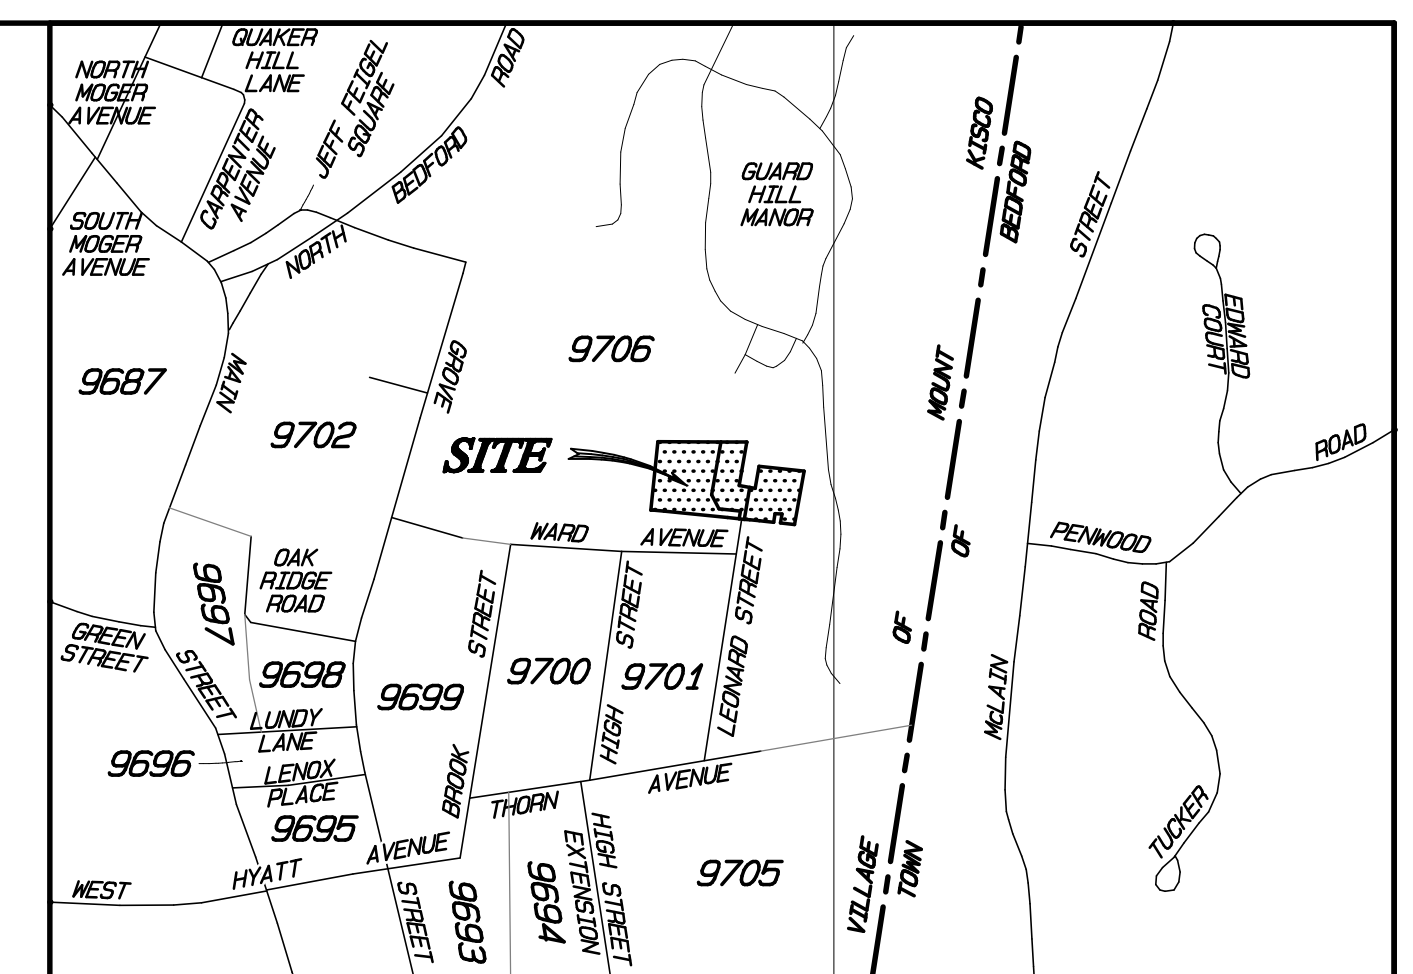 QUAKER
HILL
LANE
NORTH
MOGER
AVENUE
CARPENTER
AVENUE
JEFF FEIGEL
SQUARE
NORTH BEDFORD ROAD
SOUTH
MOGER
AVENUE
GUARD
HILL
MANOR
VILLAGE OF MOUNT KISCO
TOWN OF BEDFORD
McLAIN STREET
EDWARD
COURT
9706
9687
MAIN STREET
GROVE STREET
9702
SITE
PENWOOD ROAD
WARD AVENUE
OAK
RIDGE
ROAD
9697
GREEN
STREET
9698
9699
BROOK STREET
9700
HIGH STREET
9701
LEONARD STREET
TUCKER ROAD
LUNDY
LANE
9696
LENOX
PLACE
9695
THORN AVENUE
WEST HYATT AVENUE
9693
9694
HIGH STREET
EXTENSION
9705